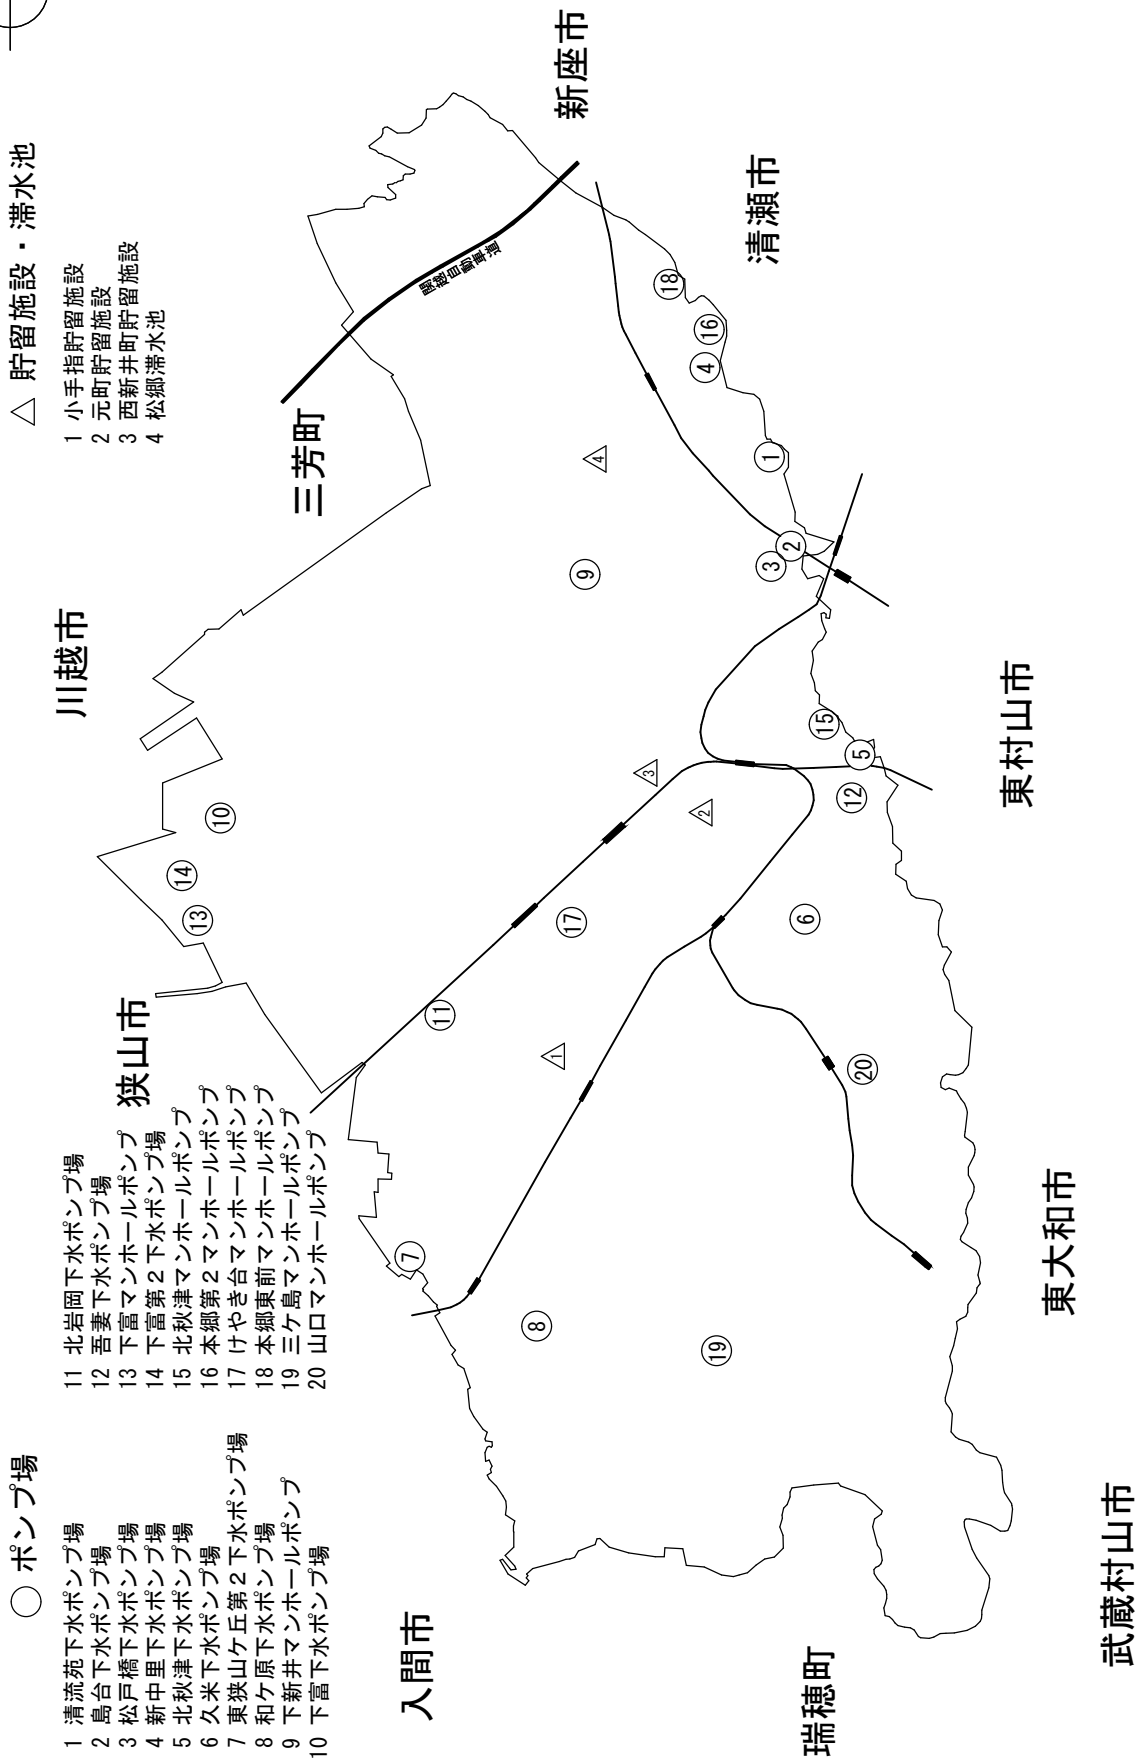 ○ ポンプ場
1 清流苑下水ポンプ場
2 島台下水ポンプ場
3 松戸橋下水ポンプ場
4 新中里下水ポンプ場
5 北秋津下水ポンプ場
6 久米下水ポンプ場
7 東狭山ケ丘第2下水ポンプ場
8 和ケ原下水ポンプ場
9 下新井マンホールポンプ
10 下富下水ポンプ場
11 北岩岡下水ポンプ場
12 吾妻下水ポンプ場
13 下富マンホールポンプ
14 下富第2下水ポンプ場
15 北秋津マンホールポンプ
16 本郷第2マンホールポンプ
17 けやき台マンホールポンプ
18 本郷東前マンホールポンプ
19 三ケ島マンホールポンプ
20 山口マンホールポンプ
△ 貯留施設・滞水池
1 小手指貯留施設
2 元町貯留施設
3 西新井町貯留施設
4 松郷滞水池
川越市
狭山市
三芳町
関越自動車道
新座市
清瀬市
入間市
瑞穂町
武蔵村山市
東大和市
東村山市
13
14
10
7
11
8
17
9
19
20
6
12
5
15
3
2
1
4
16
18
1
2
3
4